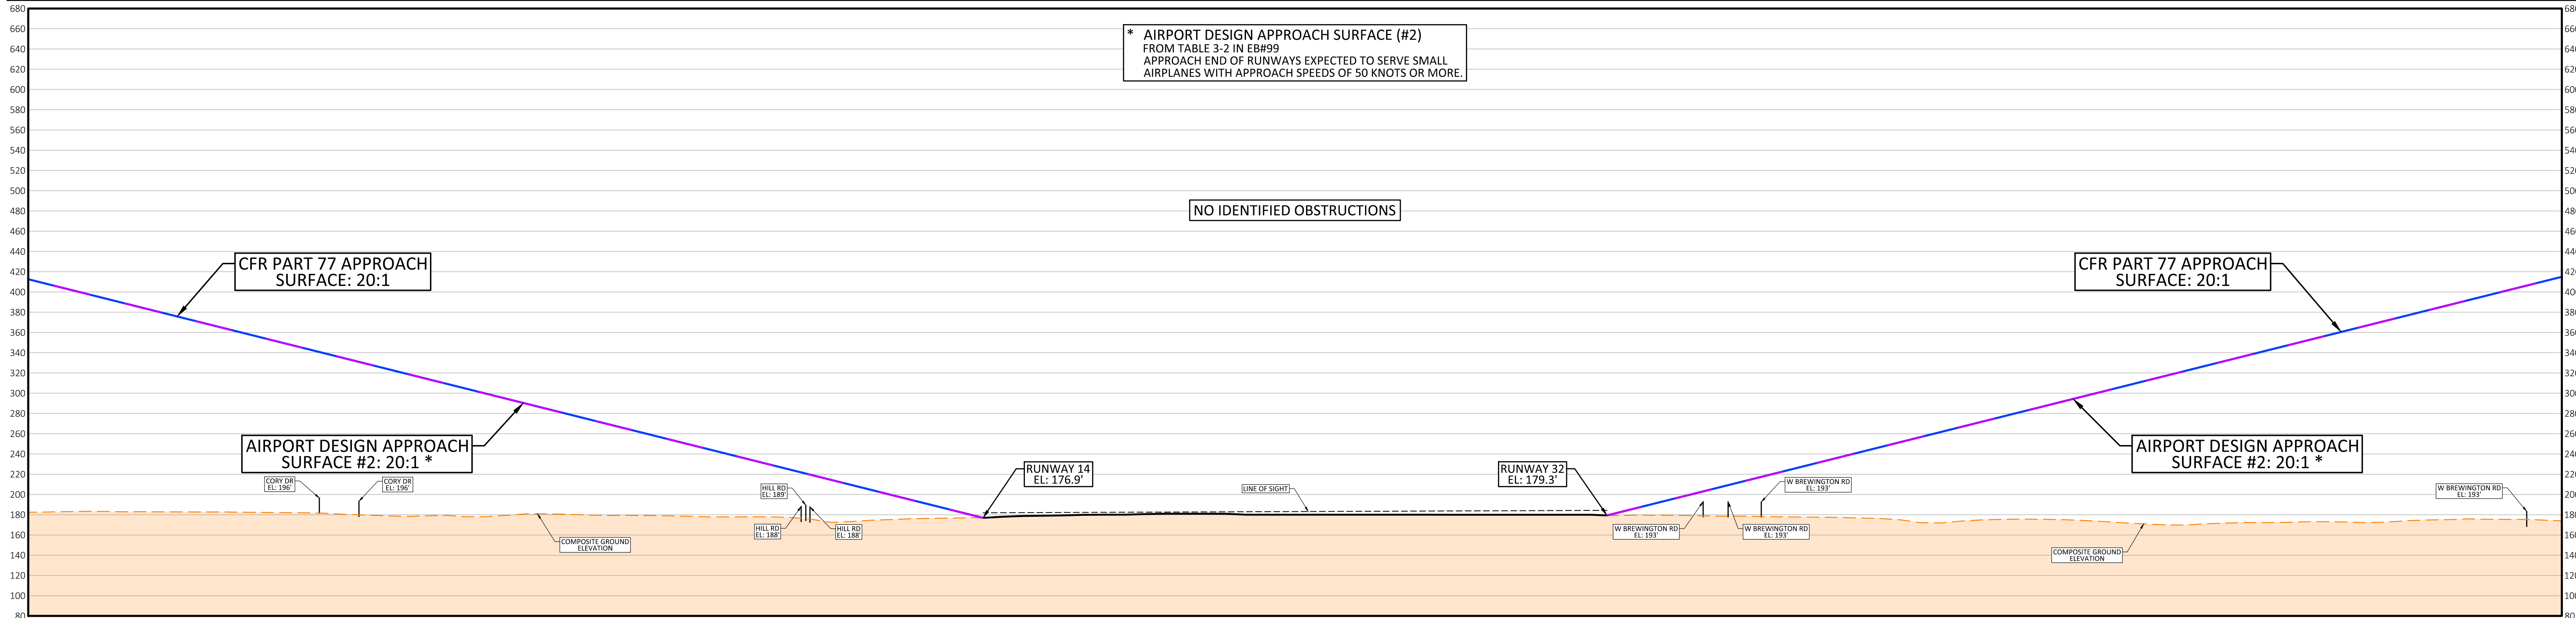 680
660
640
620
600
580
560
540
520
500
480
460
440
420
400
380
360
340
320
300
280
260
240
220
200
180
160
140
120
100
80
* AIRPORT DESIGN APPROACH SURFACE (#2)
FROM TABLE 3-2 IN EB#99
APPROACH END OF RUNWAYS EXPECTED TO SERVE SMALL
AIRPLANES WITH APPROACH SPEEDS OF 50 KNOTS OR MORE.
NO IDENTIFIED OBSTRUCTIONS
CFR PART 77 APPROACH
SURFACE: 20:1
CFR PART 77 APPROACH
SURFACE: 20:1
AIRPORT DESIGN APPROACH
SURFACE #2: 20:1 *
AIRPORT DESIGN APPROACH
SURFACE #2: 20:1 *
CORY DR
EL: 196'
CORY DR
EL: 196'
HILL RD
EL: 189'
HILL RD
EL: 188'
HILL RD
EL: 188'
COMPOSITE GROUND
ELEVATION
RUNWAY 14
EL: 176.9'
LINE OF SIGHT
RUNWAY 32
EL: 179.3'
W BREWINGTON RD
EL: 193'
W BREWINGTON RD
EL: 193'
W BREWINGTON RD
EL: 193'
W BREWINGTON RD
EL: 193'
COMPOSITE GROUND
ELEVATION